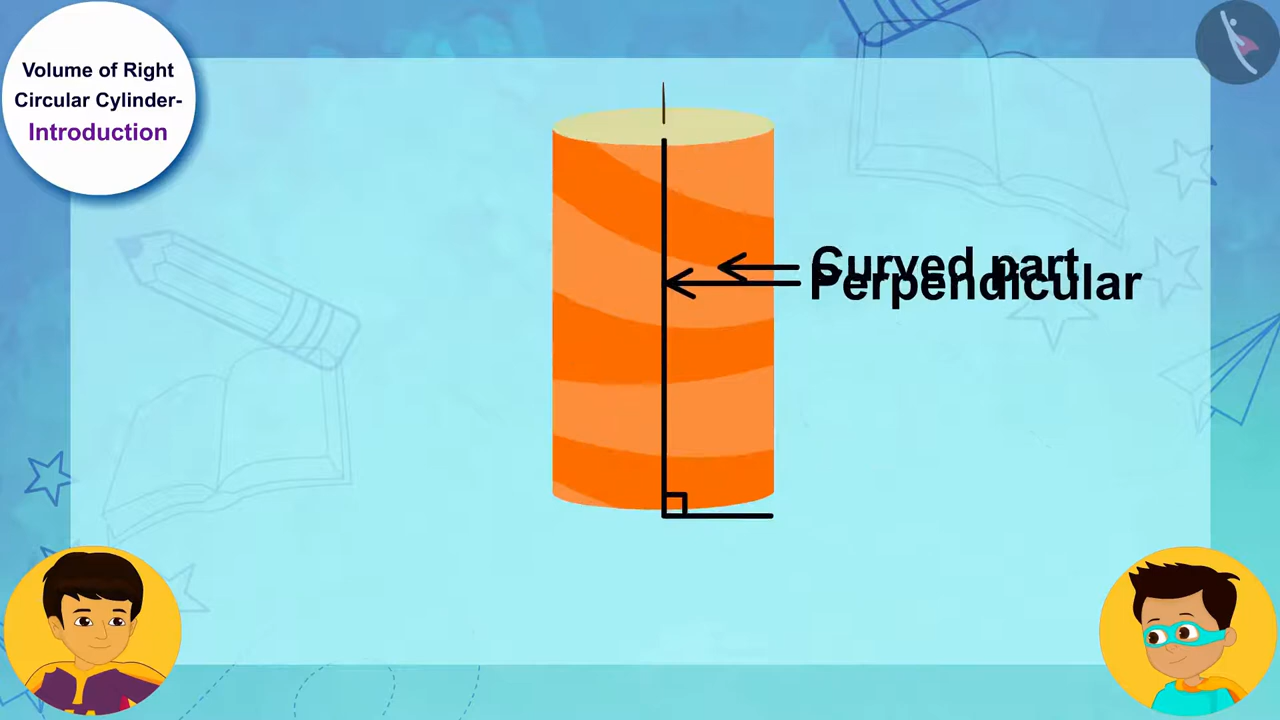 Volume of Right
Circular Cylinder-
Introduction
Curved part
Perpendicular